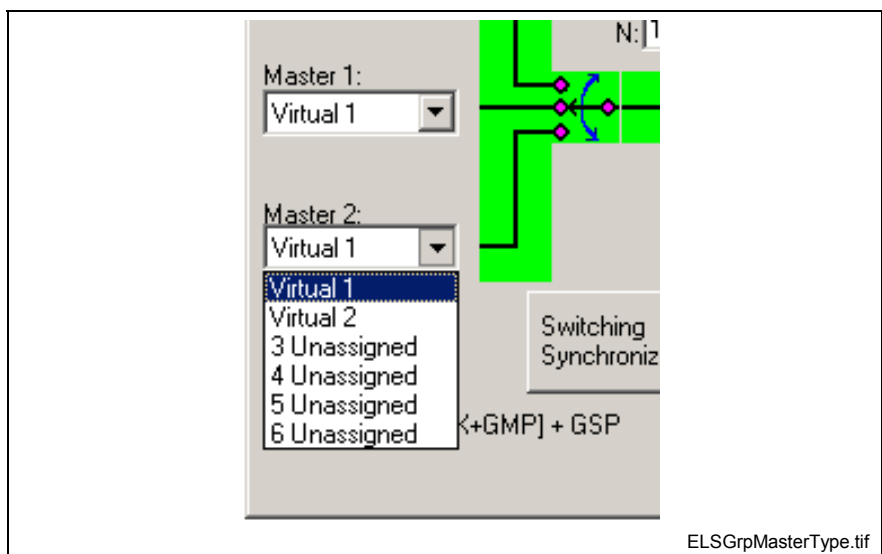 N: 1
Master 1:
Virtual 1
Master 2:
Virtual 1
Virtual 1
Virtual 2
3 Unassigned
4 Unassigned
5 Unassigned
6 Unassigned
Switching
Synchroniz
+GMP] + GSP
ELSGrpMasterType.tif